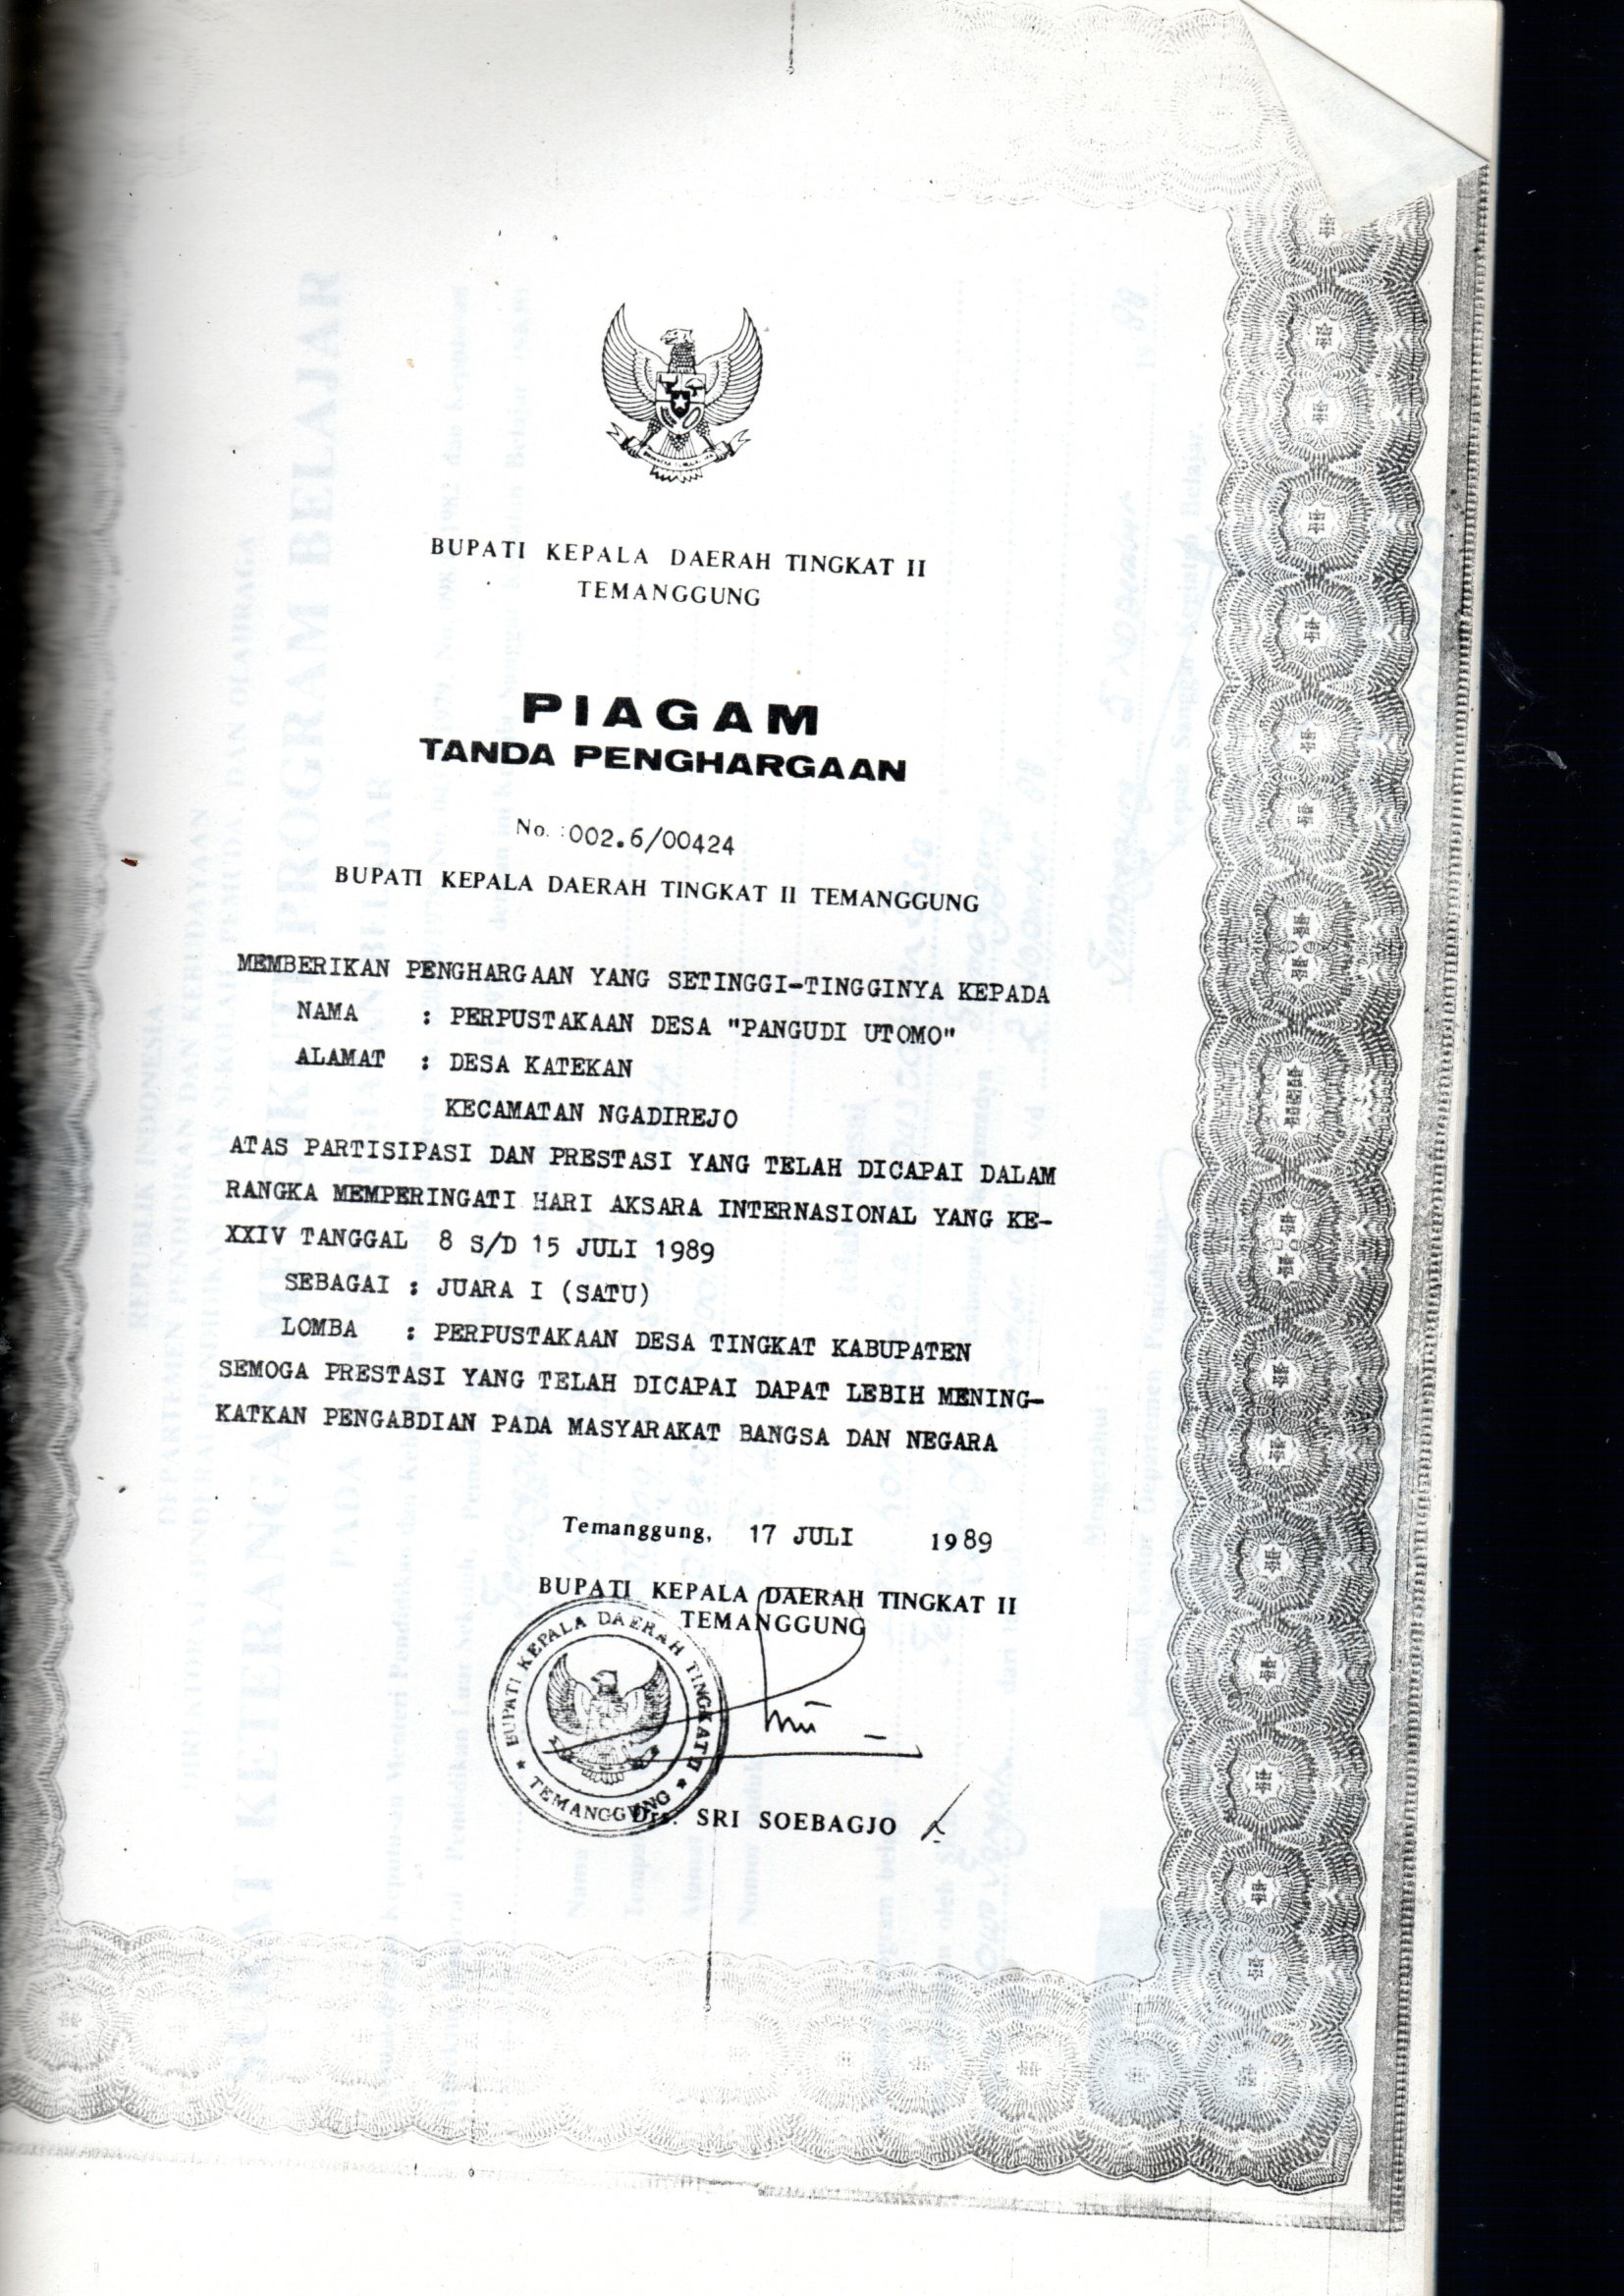 BUPATI KEPALA DAERAH TINGKAT II
TEMANGGUNG
PIAGAM
TANDA PENGHARGAAN
No. :002.6/00424
BUPATI KEPALA DAERAH TINGKAT II TEMANGGUNG
MEMBERIKAN PENGHARGAAN YANG SETINGGI-TINGGINYA KEPADA
NAMA : PERPUSTAKAAN DESA "PANGUDI UTOMO"
ALAMAT : DESA KATEKAN
KECAMATAN NGADIREJO
ATAS PARTISIPASI DAN PRESTASI YANG TELAH DICAPAI DALAM
RANGKA MEMPERINGATI HARI AKSARA INTERNASIONAL YANG KE-
XXIV TANGGAL 8 S/D 15 JULI 1989
SEBAGAI : JUARA I (SATU)
LOMBA : PERPUSTAKAAN DESA TINGKAT KABUPATEN
SEMOGA PRESTASI YANG TELAH DICAPAI DAPAT LEBIH MENING-
KATKAN PENGABDIAN PADA MASYARAKAT BANGSA DAN NEGARA
Temanggung, 17 JULI 1989
BUPATI KEPALA DAERAH TINGKAT II
TEMANGGUNG
BUPATI KEPALA DAERAH TINGKAT II
TEMANGGUNG
Drs. SRI SOEBAGJO